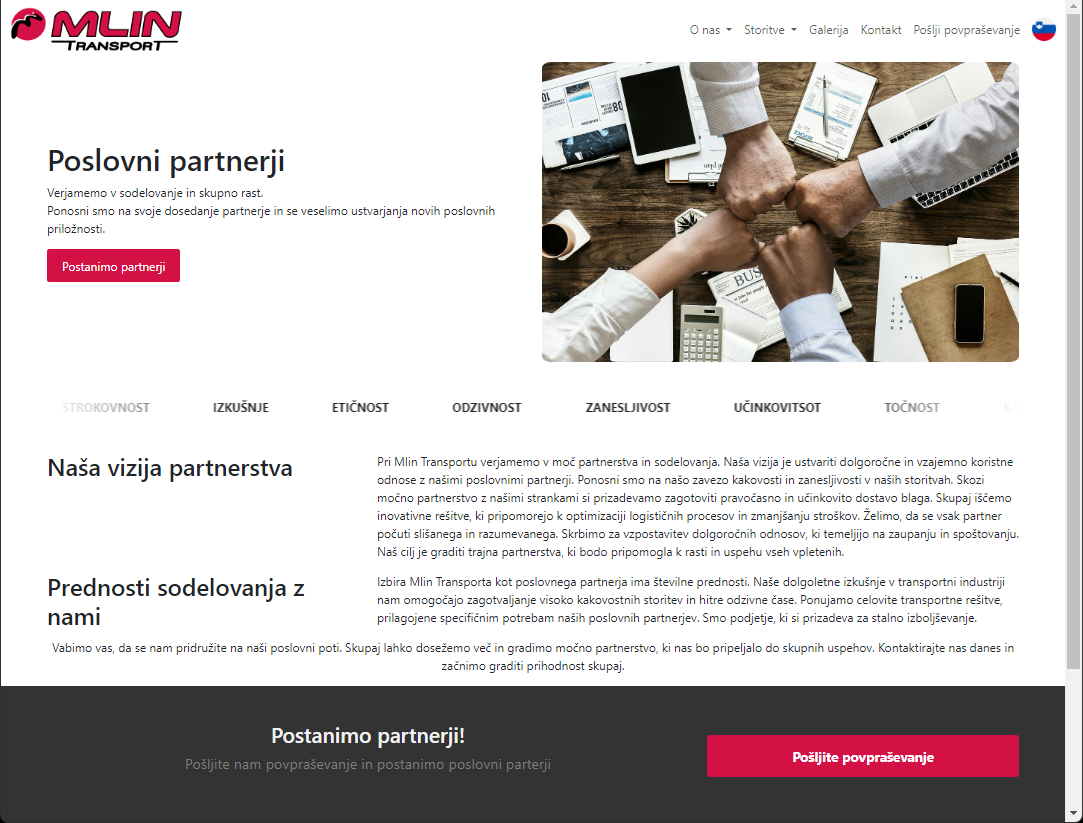 MLIN
TRANSPORT
O nas
Storitve
Galerija
Kontakt
Pošlji povpraševanje
Poslovni partnerji
Verjamemo v sodelovanje in skupno rast.
Ponosni smo na svoje dosedanje partnerje in se veselimo ustvarjanja novih poslovnih
priložnosti.
Postanimo partnerji
STROKOVNOST
IZKUŠNJE
ETIČNOST
ODZIVNOST
ZANESLJIVOST
UČINKOVITSOT
TOČNOST
Naša vizija partnerstva
Pri Mlin Transportu verjamemo v moč partnerstva in sodelovanja. Naša vizija je ustvariti dolgoročne in vzajemno koristne
odnose z našimi poslovnimi partnerji. Ponosni smo na našo zavezo kakovosti in zanesljivosti v naših storitvah. Skozi
močno partnerstvo z našimi strankami si prizadevamo zagotoviti pravočasno in učinkovito dostavo blaga. Skupaj iščemo
inovativne rešitve, ki pripomorejo k optimizaciji logističnih procesov in zmanjšanju stroškov. Želimo, da se vsak partner
počuti slišanega in razumevanega. Skrbimo za vzpostavitev dolgoročnih odnosov, ki temeljijo na zaupanju in spoštovanju.
Naš cilj je graditi trajna partnerstva, ki bodo pripomogla k rasti in uspehu vseh vpletenih.
Prednosti sodelovanja z
nami
Izbira Mlin Transporta kot poslovnega partnerja ima številne prednosti. Naše dolgoletne izkušnje v transportni industriji
nam omogočajo zagotvaljanje visoko kakovostnih storitev in hitre odzivne čase. Ponujamo celovite transportne rešitve,
prilagojene specifičnim potrebam naših poslovnih partnerjev. Smo podjetje, ki si prizadeva za stalno izboljševanje.
Vabimo vas, da se nam pridružite na naši poslovni poti. Skupaj lahko dosežemo več in gradimo močno partnerstvo, ki nas bo pripeljalo do skupnih uspehov. Kontaktirajte nas danes in
začnimo graditi prihodnost skupaj.
Postanimo partnerji!
Pošljite nam povpraševanje in postanimo poslovni parterji
Pošljite povpraševanje